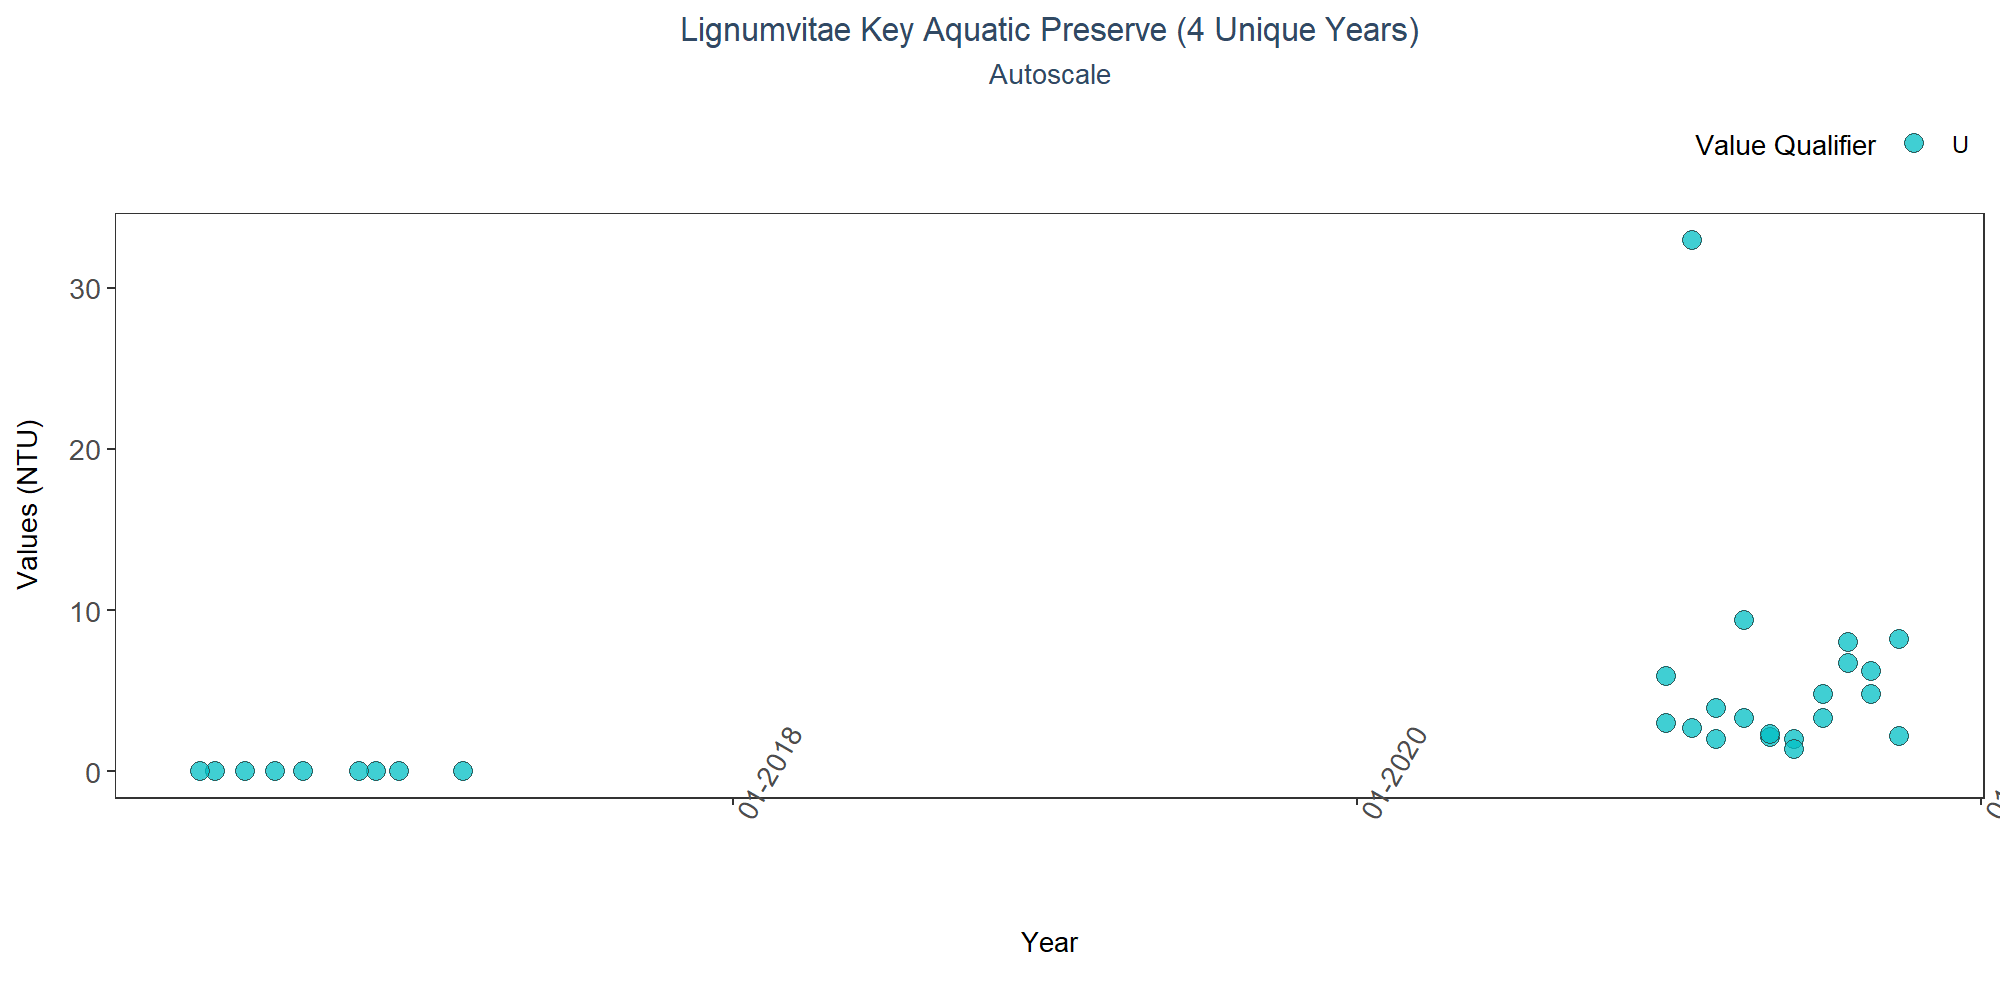 Lignumvitae Key Aquatic Preserve (4 Unique Years)
Autoscale
Value Qualifier U
Values (NTU)
30
20
10
0
01-2018
01-2020
01
Year